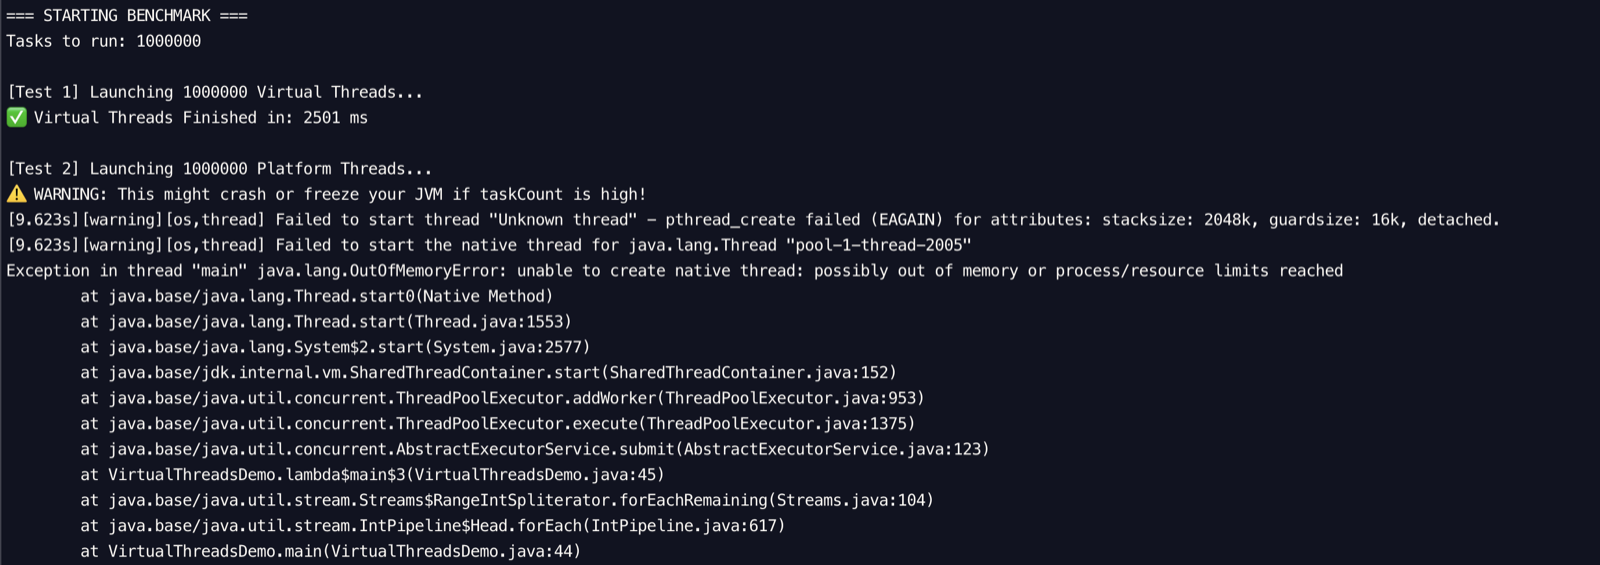 === STARTING BENCHMARK ===
Tasks to run: 1000000
[Test 1] Launching 1000000 Virtual Threads...
✅ Virtual Threads Finished in: 2501 ms
[Test 2] Launching 1000000 Platform Threads...
⚠️ WARNING: This might crash or freeze your JVM if taskCount is high!
[9.623s][warning][os,thread] Failed to start thread "Unknown thread" - pthread_create failed (EAGAIN) for attributes: stacksize: 2048k, guardsize: 16k, detached.
[9.623s][warning][os,thread] Failed to start the native thread for java.lang.Thread "pool-1-thread-2005"
Exception in thread "main" java.lang.OutOfMemoryError: unable to create native thread: possibly out of memory or process/resource limits reached
        at java.base/java.lang.Thread.start0(Native Method)
        at java.base/java.lang.Thread.start(Thread.java:1553)
        at java.base/java.lang.System$2.start(System.java:2577)
        at java.base/jdk.internal.vm.SharedThreadContainer.start(SharedThreadContainer.java:152)
        at java.base/java.util.concurrent.ThreadPoolExecutor.addWorker(ThreadPoolExecutor.java:953)
        at java.base/java.util.concurrent.ThreadPoolExecutor.execute(ThreadPoolExecutor.java:1375)
        at java.base/java.util.concurrent.AbstractExecutorService.submit(AbstractExecutorService.java:123)
        at VirtualThreadsDemo.lambda$main$3(VirtualThreadsDemo.java:45)
        at java.base/java.util.stream.Streams$RangeIntSpliterator.forEachRemaining(Streams.java:104)
        at java.base/java.util.stream.IntPipeline$Head.forEach(IntPipeline.java:617)
        at VirtualThreadsDemo.main(VirtualThreadsDemo.java:44)